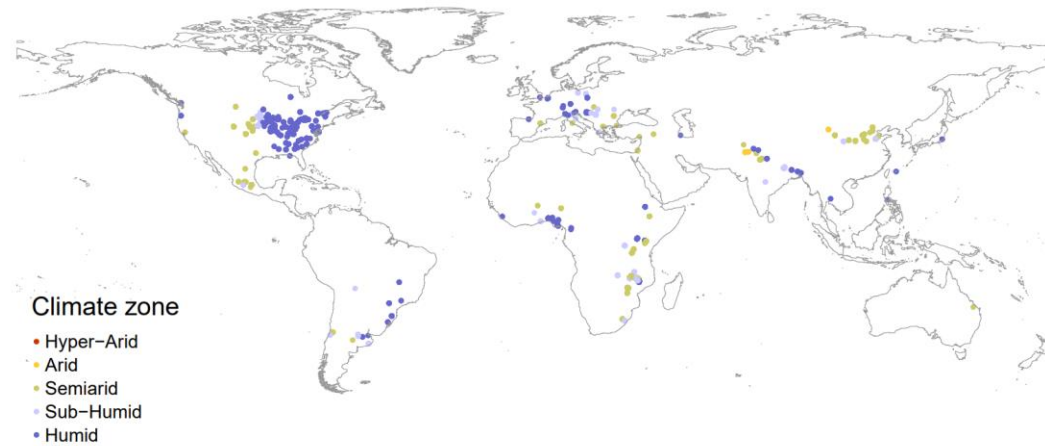 Climate zone
Hyper−Arid
Arid
Semiarid
Sub−Humid
Humid